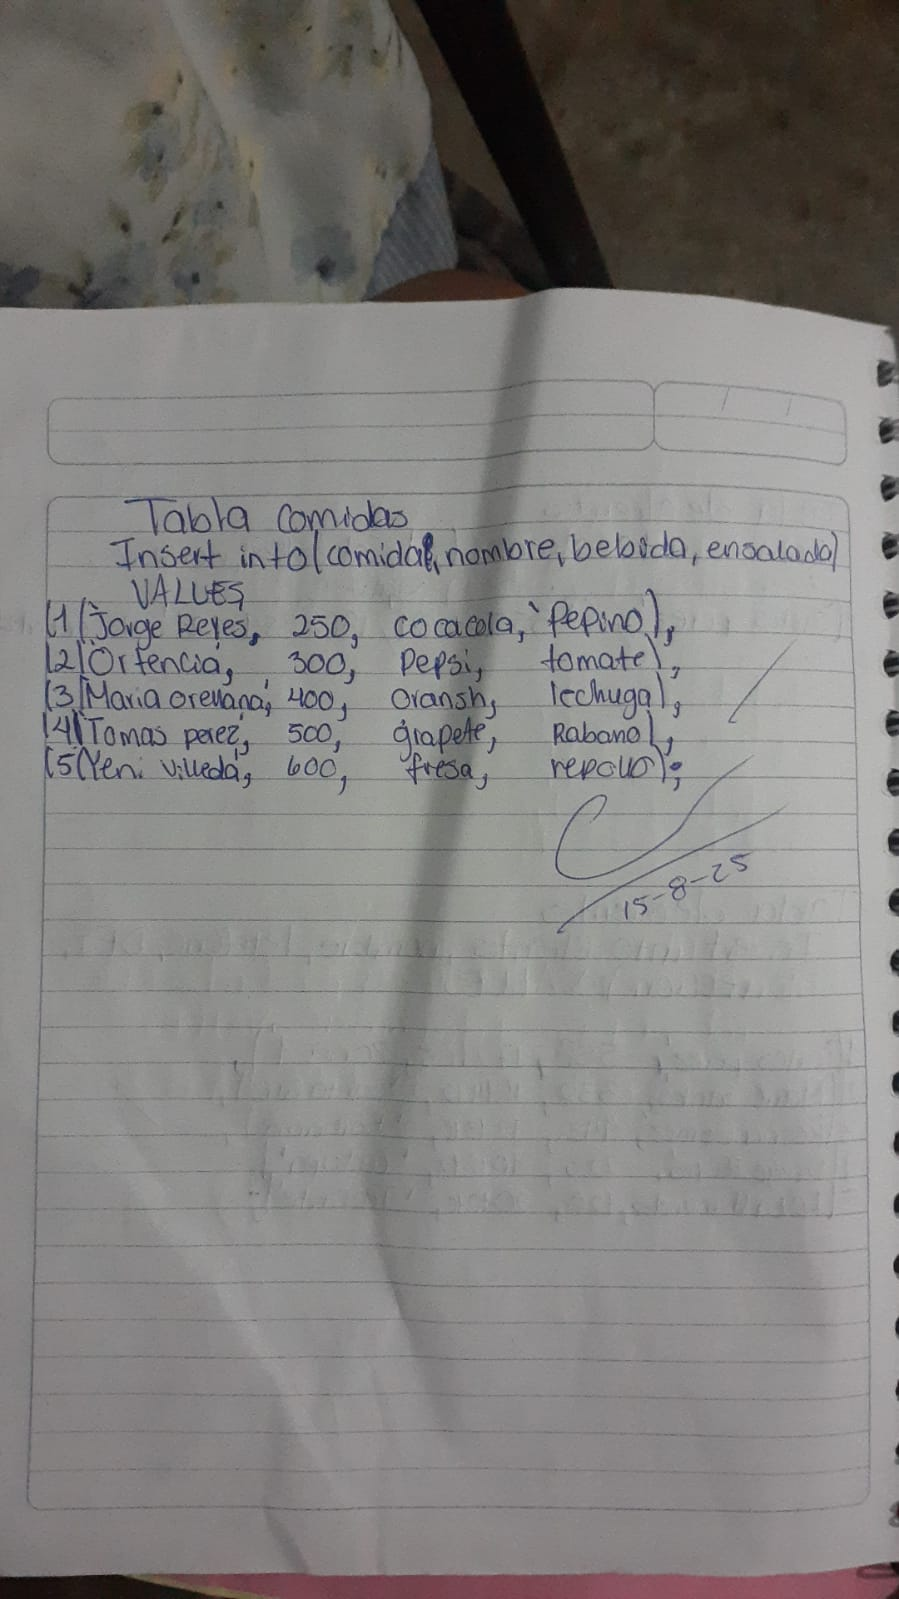 Tabla comidas
Insert into(comidas, nombre, bebida, ensalada)
VALUES
(1('Jorge Reyes, 250, cocacola, 'Pepino),
(2('Ortencia, 300, Pepsi, tomate),
(3('Maria orellana', 400, oransh, lechuga),
(4('Tomas perez', 500, grapete, Rabano),
(5(Yeni villeda, 600, fresa, repollo);
15-8-25